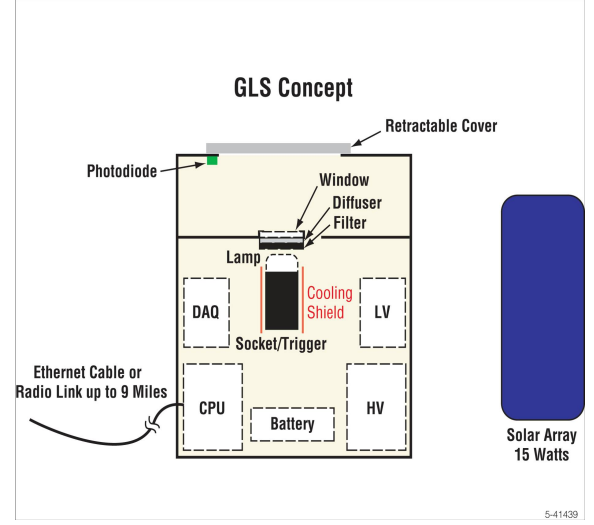 GLS Concept
Retractable Cover
Photodiode
Window
Diffuser
Filter
Lamp
Cooling
Shield
DAQ
LV
Socket/Trigger
Ethernet Cable or
Radio Link up to 9 Miles
CPU
HV
Battery
Solar Array
15 Watts
5-41439